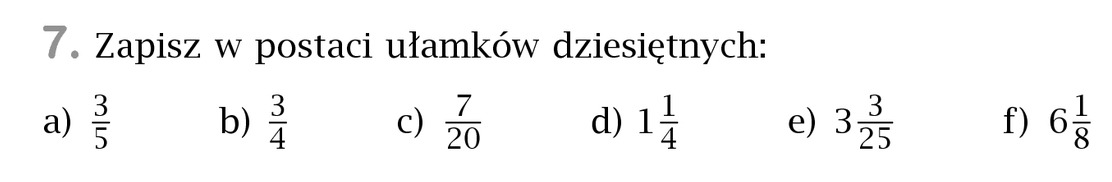 7. Zapisz w postaci ułamków dziesiętnych:
a) 3/5 b) 3/4 c) 7/20 d) 1 1/4 e) 3 3/25 f) 6 1/8